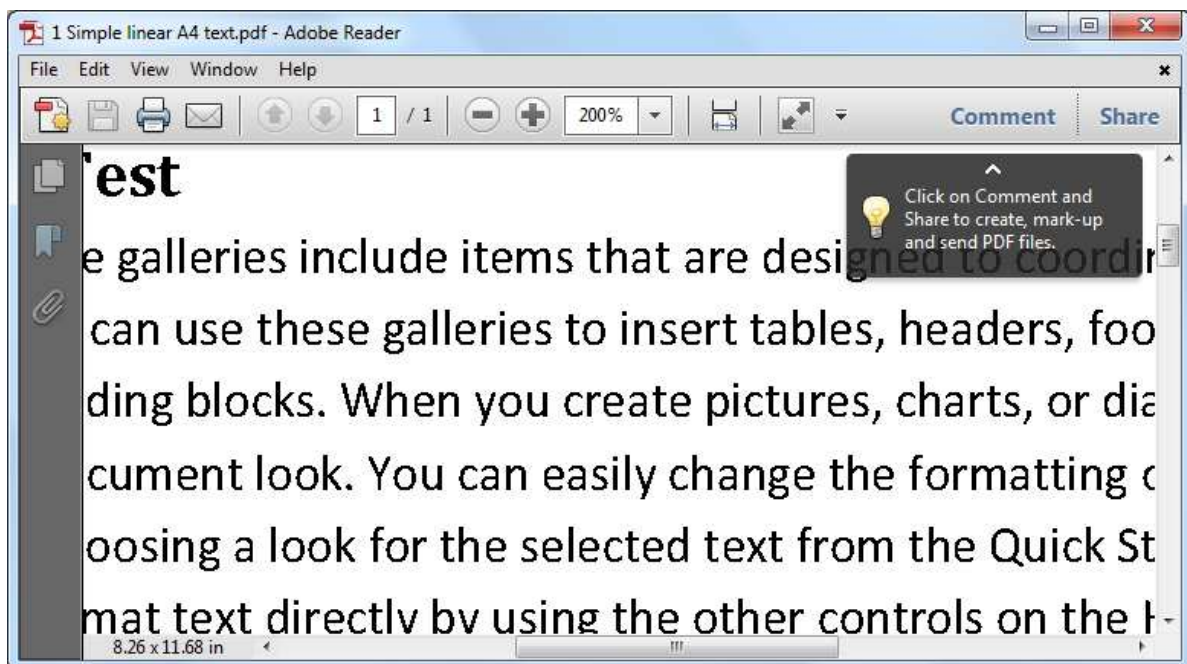 1 Simple linear A4 text.pdf - Adobe Reader
File Edit View Window Help
1 / 1 200% Comment Share
Test
Click on Comment and
Share to create, mark-up
and send PDF files.
e galleries include items that are designed to coordin
can use these galleries to insert tables, headers, foo
ding blocks. When you create pictures, charts, or dia
cument look. You can easily change the formatting o
oosing a look for the selected text from the Quick St
mat text directly by using the other controls on the H
8.26 x 11.68 in